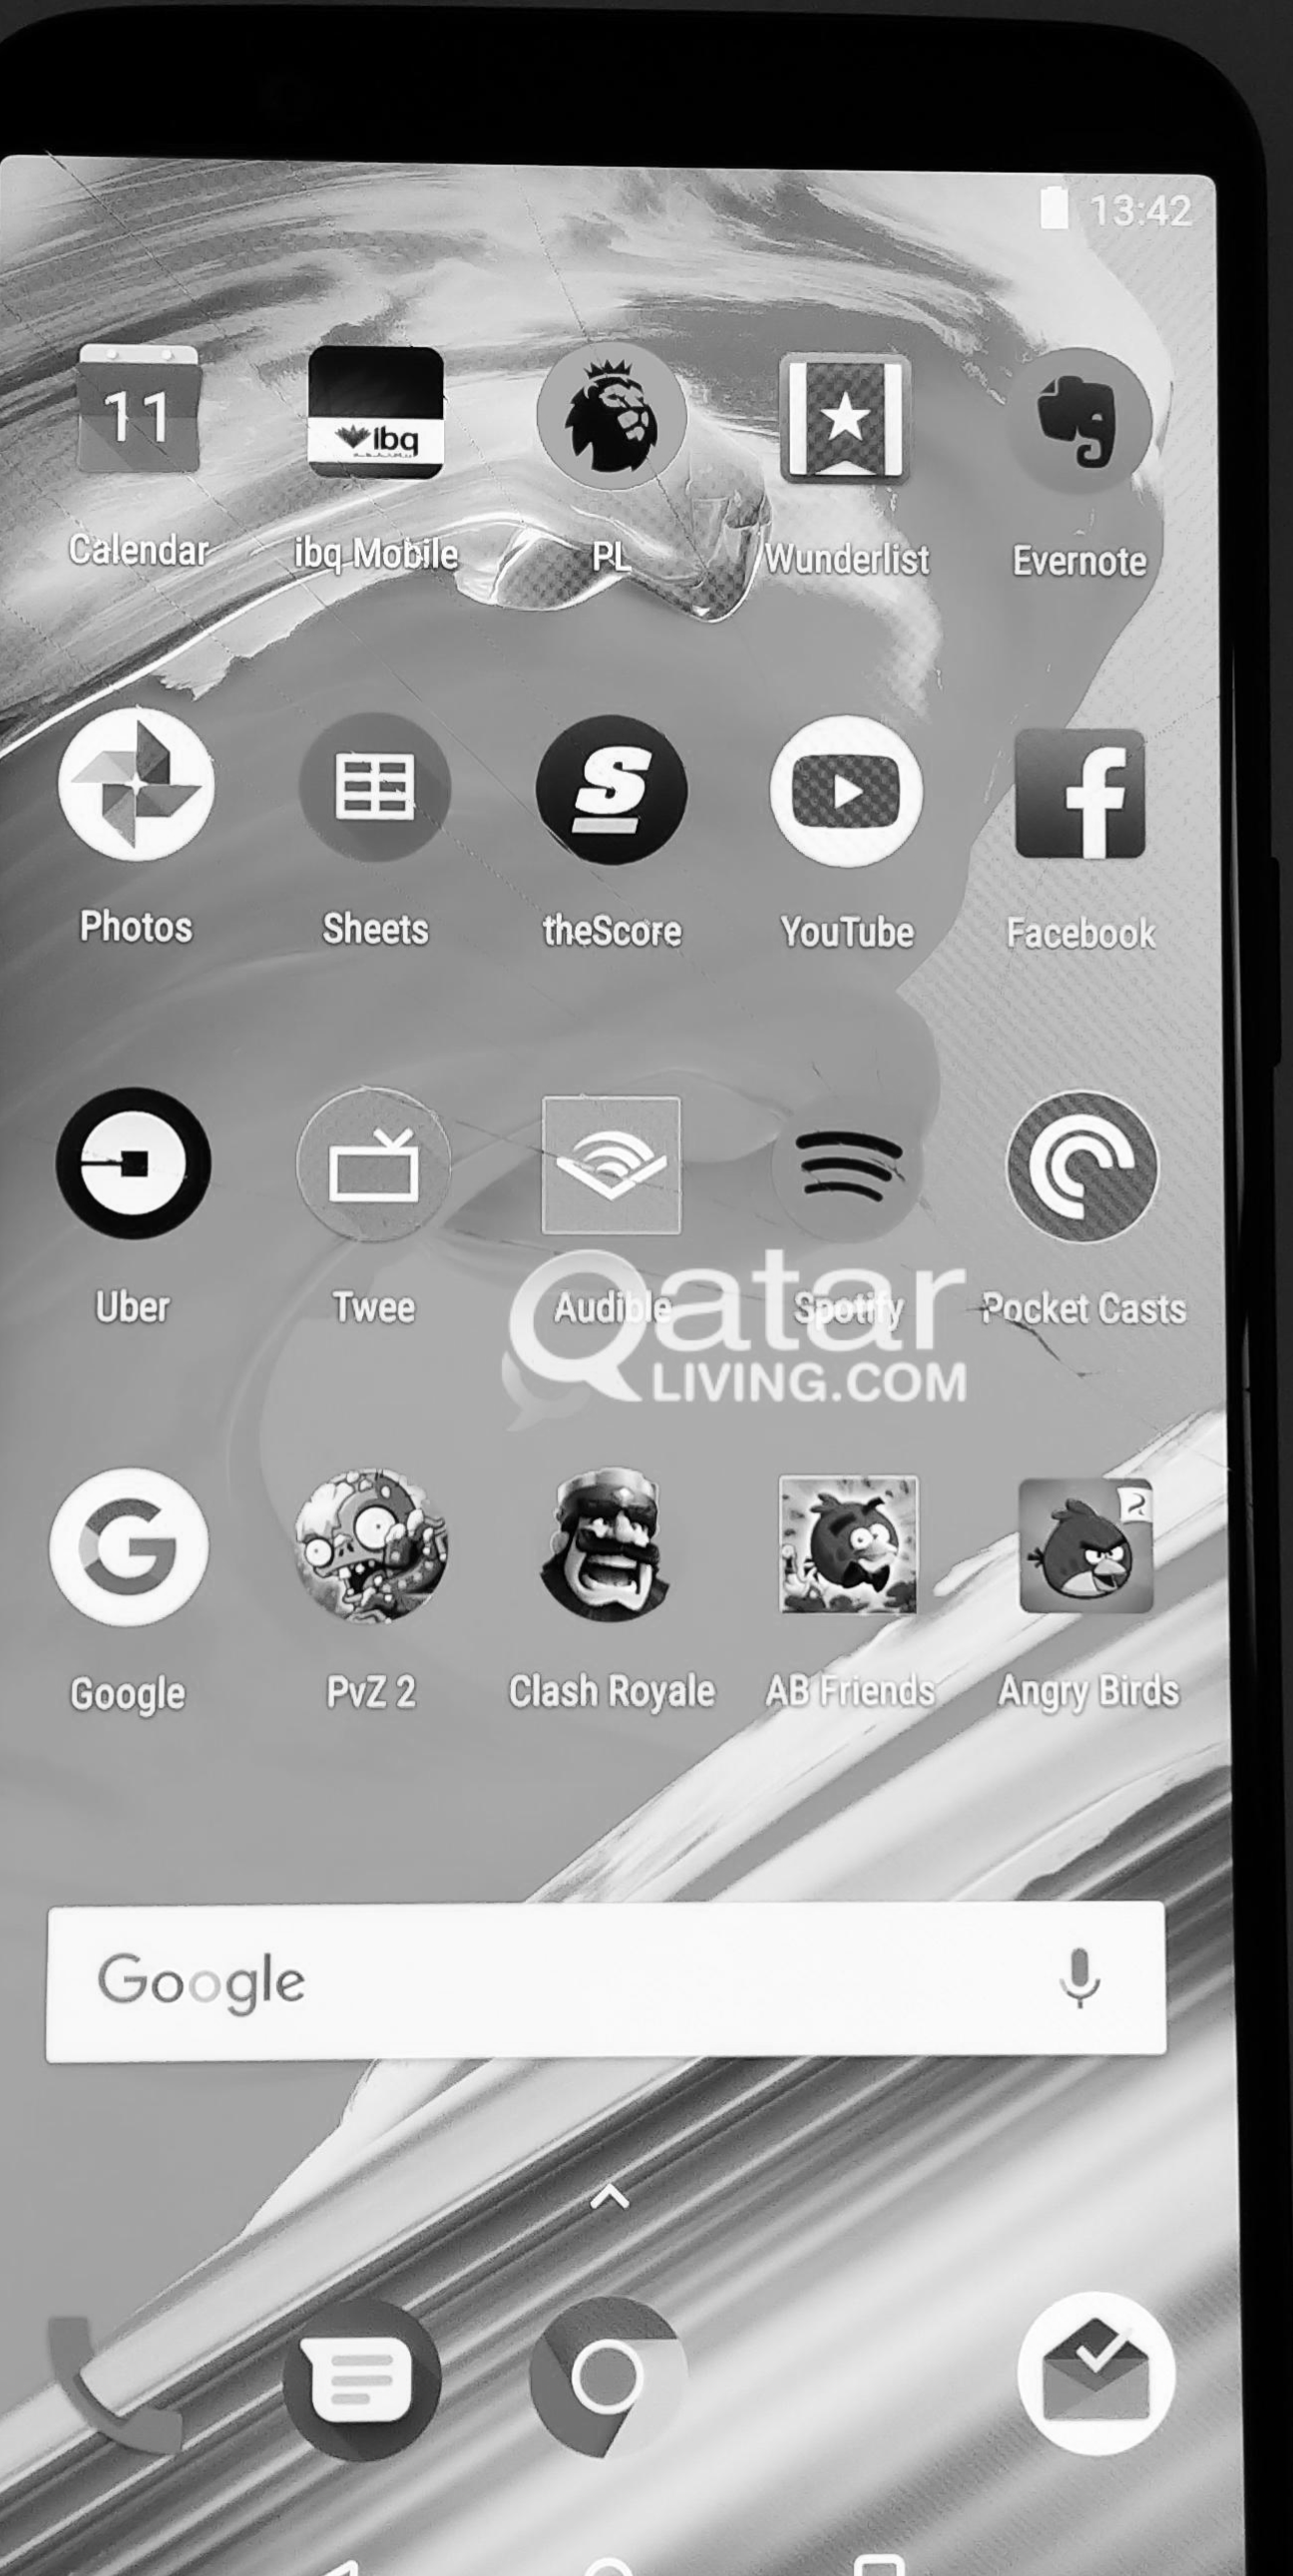 13:42
11
ibq
Calendar ibq Mobile PL Wunderlist Evernote
S
f
Photos Sheets theScore YouTube Facebook
Uber Twee Audible Spotify Pocket Casts
Qatar
LIVING.COM
G
Google PvZ 2 Clash Royale AB Friends Angry Birds
Google